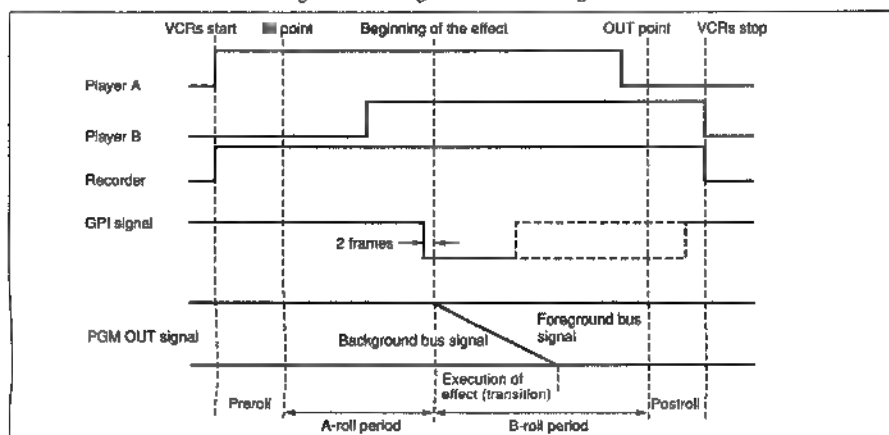 VCRs start
point
Beginning of the effect
OUT point
VCRs stop
Player A
Player B
Recorder
GPI signal
2 frames
PGM OUT signal
Background bus signal
Foreground bus
signal
Execution of
effect (transition)
Preroll
A-roll period
B-roll period
Postroll